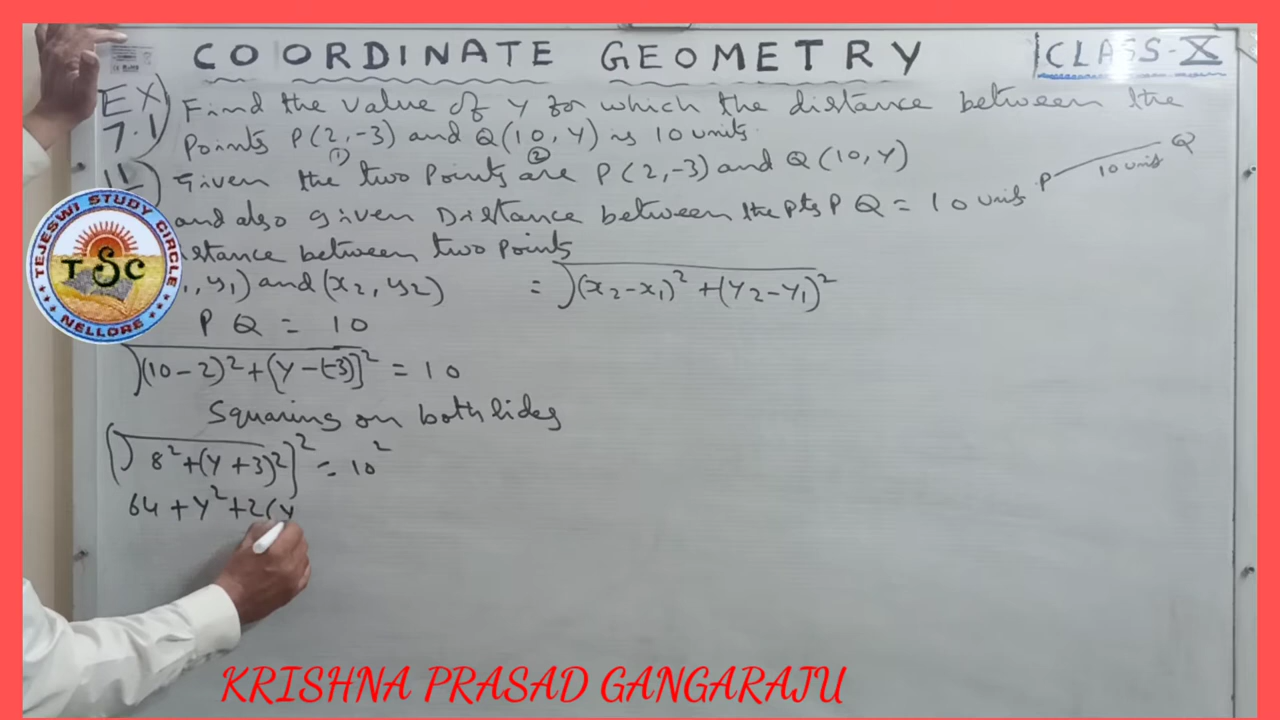 COORDINATE GEOMETRY CLASS-X
EX 7.1
Find the value of y for which the distance between the
Points P(2,-3) and Q(10, y) is 10 units.
11) ① ②
Given the two points are P(2,-3) and Q(10, y)
P Q 10 units
and also given Distance between the pts P Q = 10 units
stance between two points
1, y1) and (x2, y2) = √(x2-x1)² + (y2-y1)²
PQ = 10
√(10-2)² + (y-(-3)]² = 10
Squaring on both sides
(√8² + (y+3)²)² = 10²
64 + y² + 2(y
TEJESWI STUDY CIRCLE
TSC
NELLORE
KRISHNA PRASAD GANGARAJU